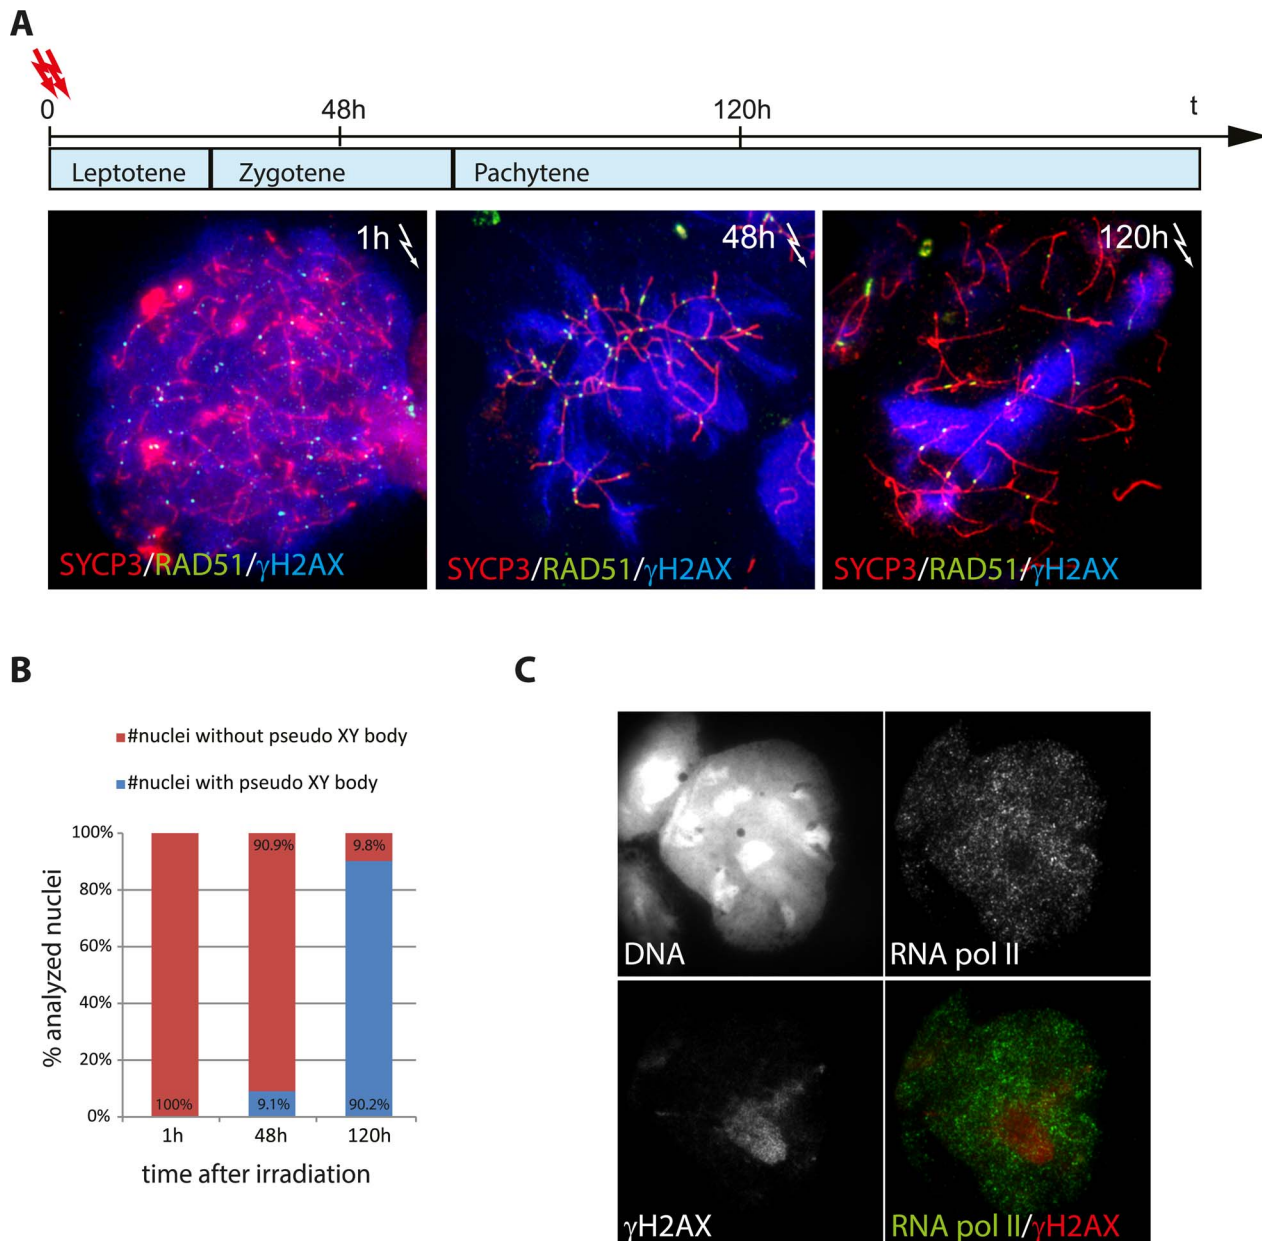 A
0 48h 120h t
Leptotene Zygotene Pachytene
1h 48h 120h
SYCP3/RAD51/γH2AX SYCP3/RAD51/γH2AX SYCP3/RAD51/γH2AX
B
#nuclei without pseudo XY body
#nuclei with pseudo XY body
% analyzed nuclei
100%
80%
60%
40%
20%
0%
90.9% 9.8%
100% 9.1% 90.2%
1h 48h 120h
time after irradiation
C
DNA RNA pol II
γH2AX RNA pol II/γH2AX